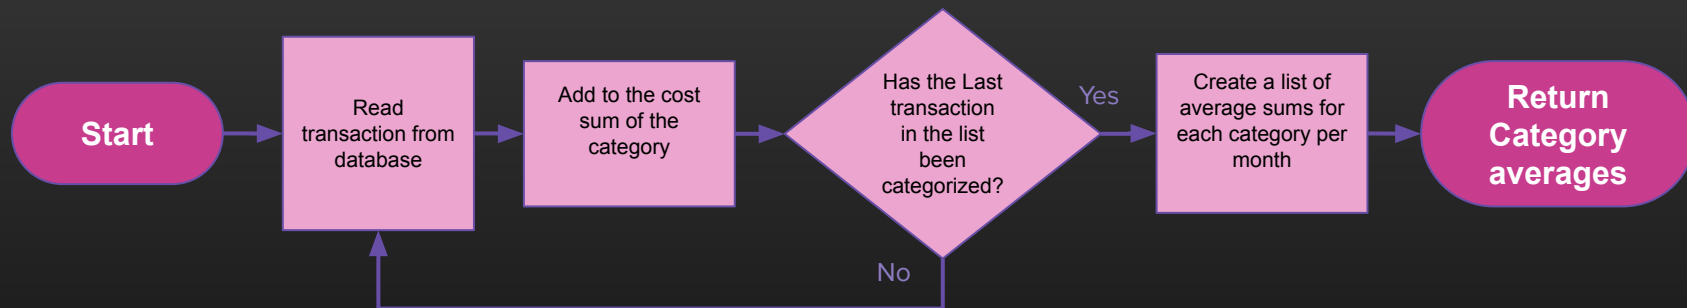 Start
Read
transaction from
database
Add to the cost
sum of the
category
Has the Last
transaction
in the list
been
categorized?
Yes
No
Create a list of
average sums for
each category per
month
Return
Category
averages